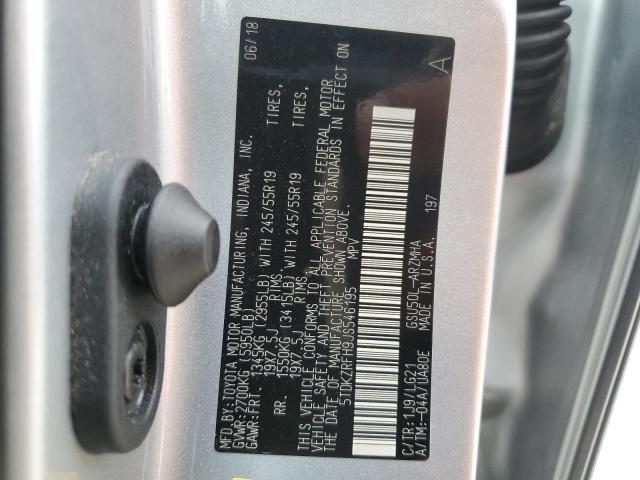 MFD.BY:TOYOTA MOTOR MANUFACTURING, INDIANA, INC. 06/18
GVWR:2700KG (5950LB)
GAWR:FRT. 1345KG (2955LB) WITH 245/55R19 TIRES,
19X7.5J RIMS
RR. 1550KG (3415LB) WITH 245/55R19 TIRES,
19X7.5J RIMS
THIS VEHICLE CONFORMS TO ALL APPLICABLE FEDERAL MOTOR
VEHICLE SAFETY AND THEFT PREVENTION STANDARDS IN EFFECT ON
THE DATE OF MANUFACTURE SHOWN ABOVE.
5TDKZRFH9JS546195 MPV A
C/TR:1J9/LG21 GSU50L-ARZMHA
A/TM:-04A/UA80E MADE IN U.S.A. 197